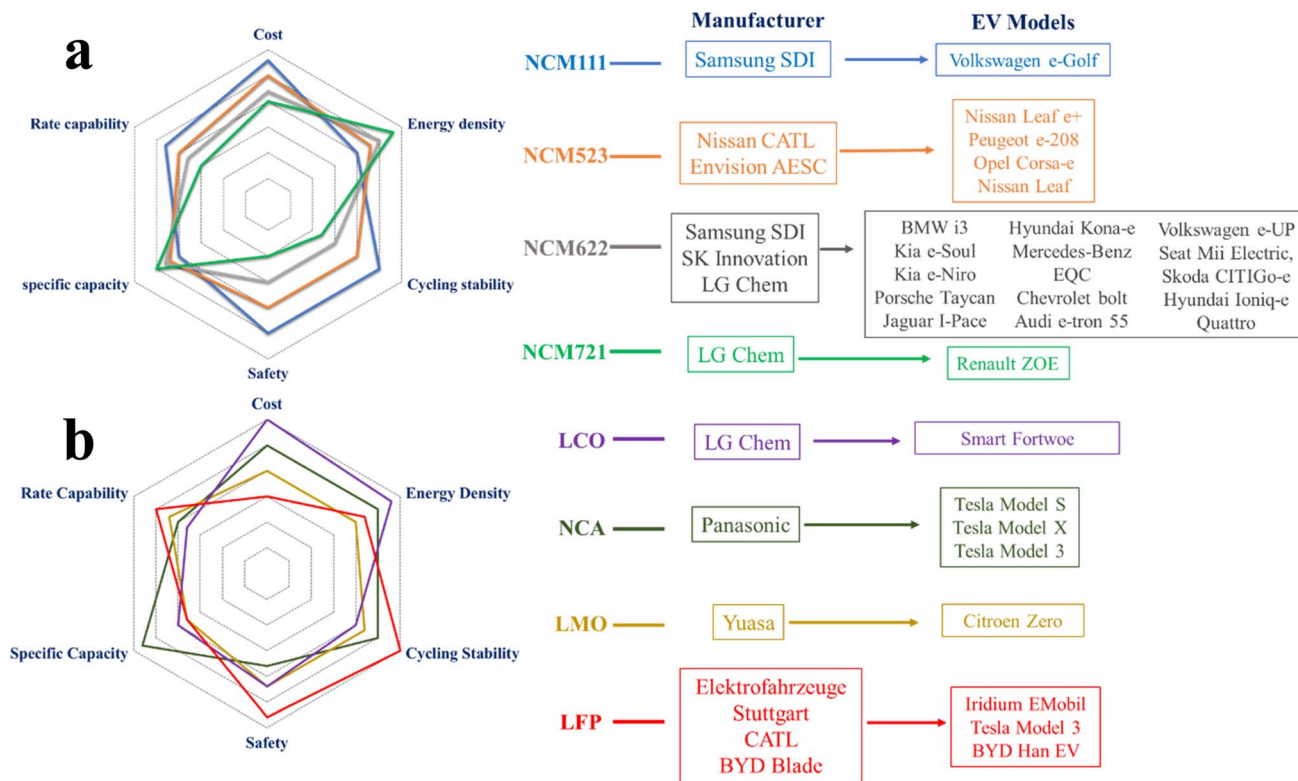 a
Cost
Rate capability
Energy density
specific capacity
Cycling stability
Safety
Manufacturer
EV Models
NCM111
Samsung SDI
Volkswagen e-Golf
NCM523
Nissan CATL
Envision AESC
Nissan Leaf e+
Peugeot e-208
Opel Corsa-e
Nissan Leaf
NCM622
Samsung SDI
SK Innovation
LG Chem
BMW i3
Kia e-Soul
Kia e-Niro
Porsche Taycan
Jaguar I-Pace
Hyundai Kona-e
Mercedes-Benz
EQC
Chevrolet bolt
Audi e-tron 55
Volkswagen e-UP
Seat Mii Electric,
Skoda CITIGo-e
Hyundai Ioniq-e
Quattro
NCM721
LG Chem
Renault ZOE
b
Cost
Rate Capability
Energy Density
Specific Capacity
Cycling Stability
Safety
LCO
LG Chem
Smart Fortwoe
NCA
Panasonic
Tesla Model S
Tesla Model X
Tesla Model 3
LMO
Yuasa
Citroen Zero
LFP
Elektrofahrzeuge
Stuttgart
CATL
BYD Blade
Iridium EMobil
Tesla Model 3
BYD Han EV